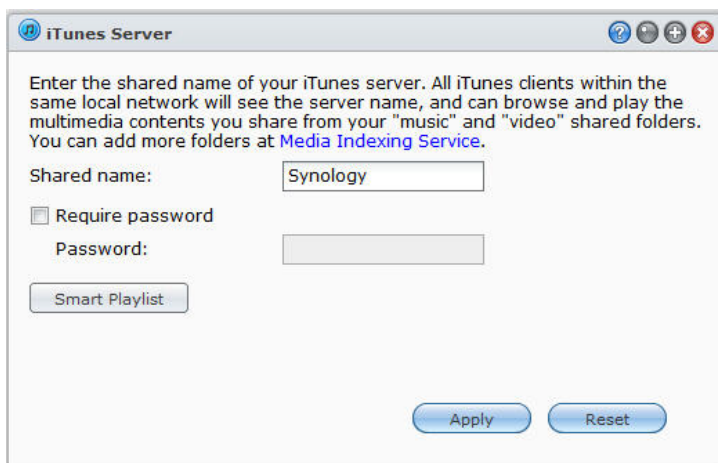 iTunes Server
Enter the shared name of your iTunes server. All iTunes clients within the
same local network will see the server name, and can browse and play the
multimedia contents you share from your "music" and "video" shared folders.
You can add more folders at Media Indexing Service.
Shared name: Synology
Require password
Password:
Smart Playlist
Apply Reset